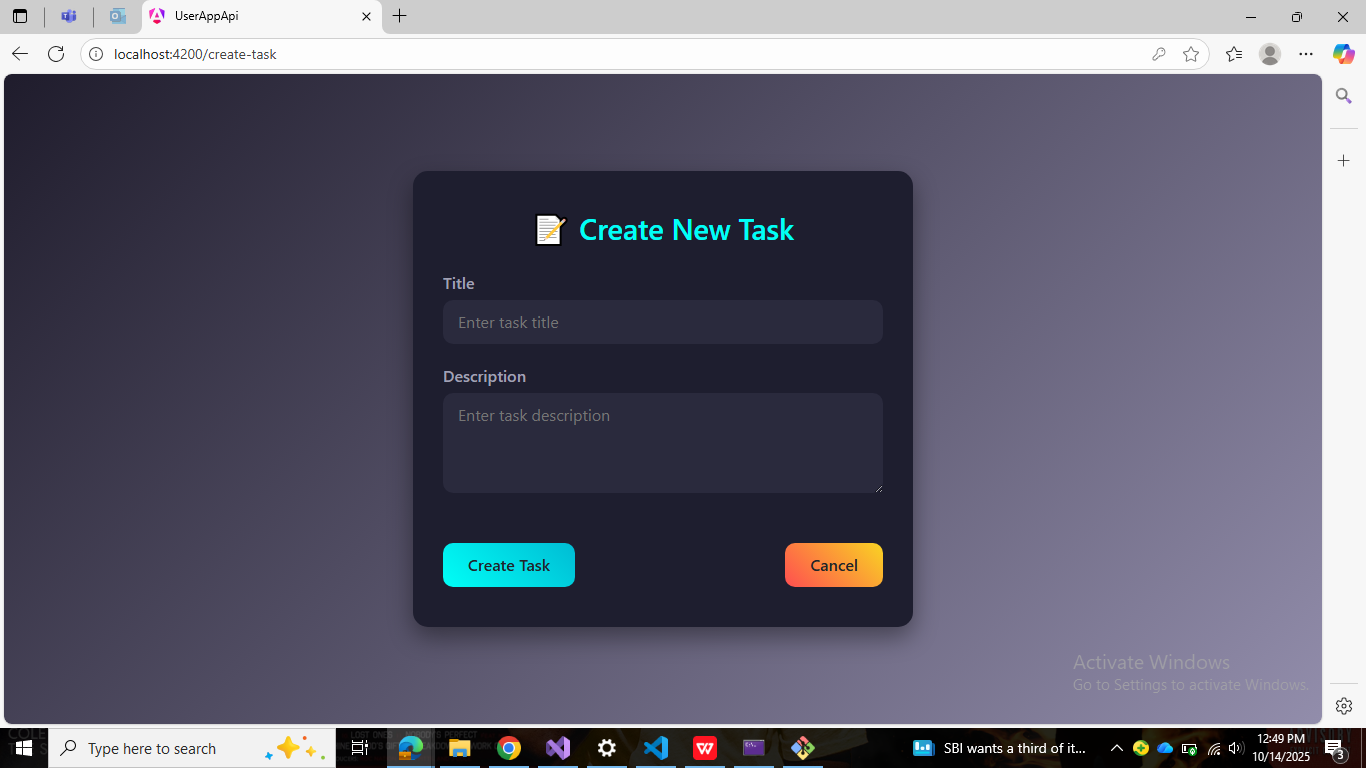 UserAppApi
localhost:4200/create-task
Create New Task
Title
Enter task title
Description
Enter task description
Create Task
Cancel
Activate Windows
Go to Settings to activate Windows.
Type here to search
SBI wants a third of it...
12:49 PM
10/14/2025
3